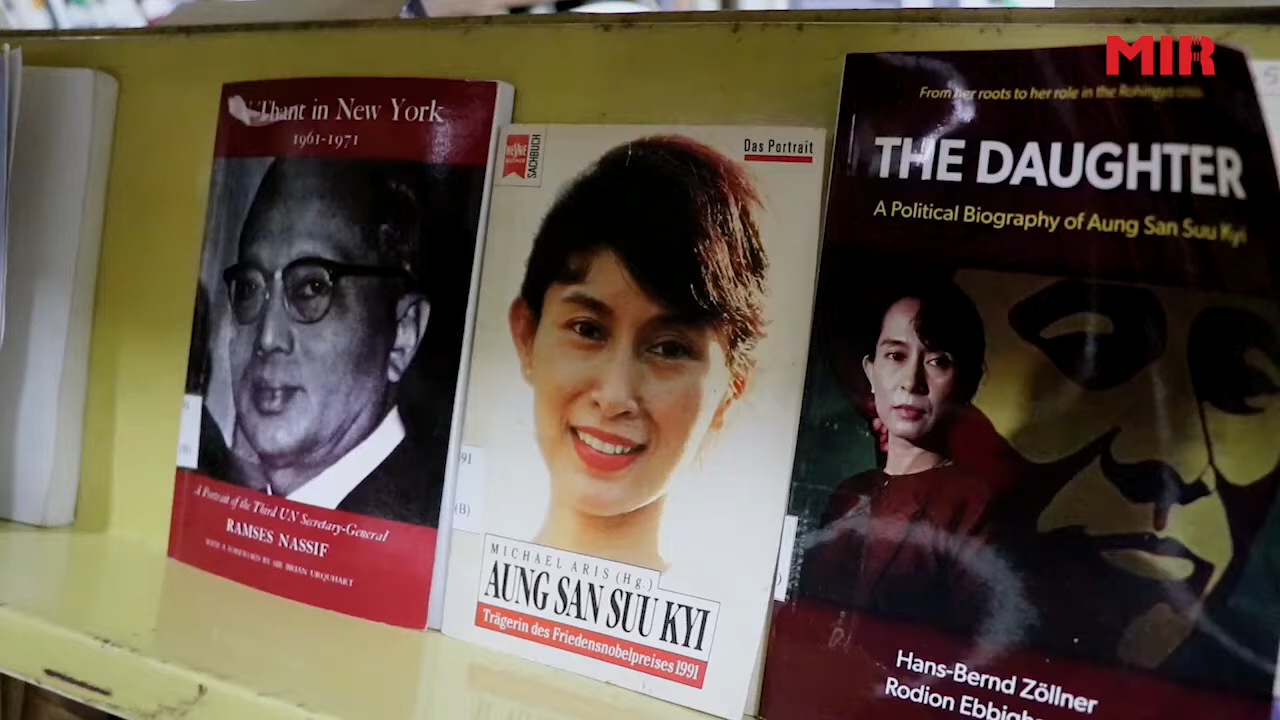 MIR
Thant in New York
1961-1971
A Portrait of the Third UN Secretary-General
RAMSES NASSIF
WITH A FOREWORD BY SIR BRIAN URQUHART
HEYNE
SACHBUCH
Das Portrait
91
(B)
MICHAEL ARIS (Hg.)
AUNG SAN SUU KYI
Trägerin des Friedensnobelpreises 1991
From her roots to her role in the Rohingya crisis
THE DAUGHTER
A Political Biography of Aung San Suu Kyi
Hans-Bernd Zöllner
Rodion